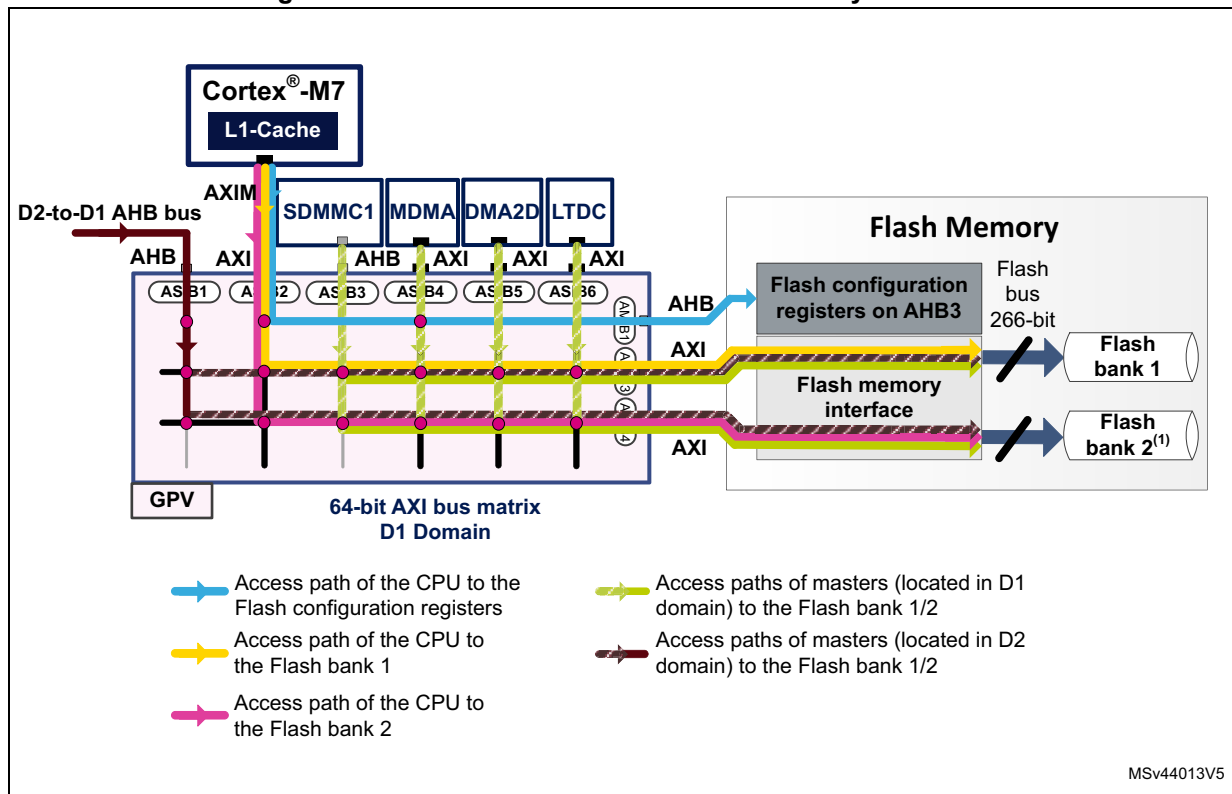 Cortex®-M7
L1-Cache
AXIM
SDMMC1
MDMA
DMA2D
LTDC
D2-to-D1 AHB bus
AHB
AXI
AHB
AXI
AXI
AXI
ASIB1
ASIB2
ASIB3
ASIB4
ASIB5
ASIB6
AHB
AXI
AXI
GPV
64-bit AXI bus matrix
D1 Domain
Flash Memory
Flash configuration
registers on AHB3
Flash
bus
266-bit
Flash memory
interface
Flash
bank 1
Flash
bank 2(1)
Access path of the CPU to the
Flash configuration registers
Access path of the CPU to
the Flash bank 1
Access path of the CPU to
the Flash bank 2
Access paths of masters (located in D1
domain) to the Flash bank 1/2
Access paths of masters (located in D2
domain) to the Flash bank 1/2
MSv44013V5